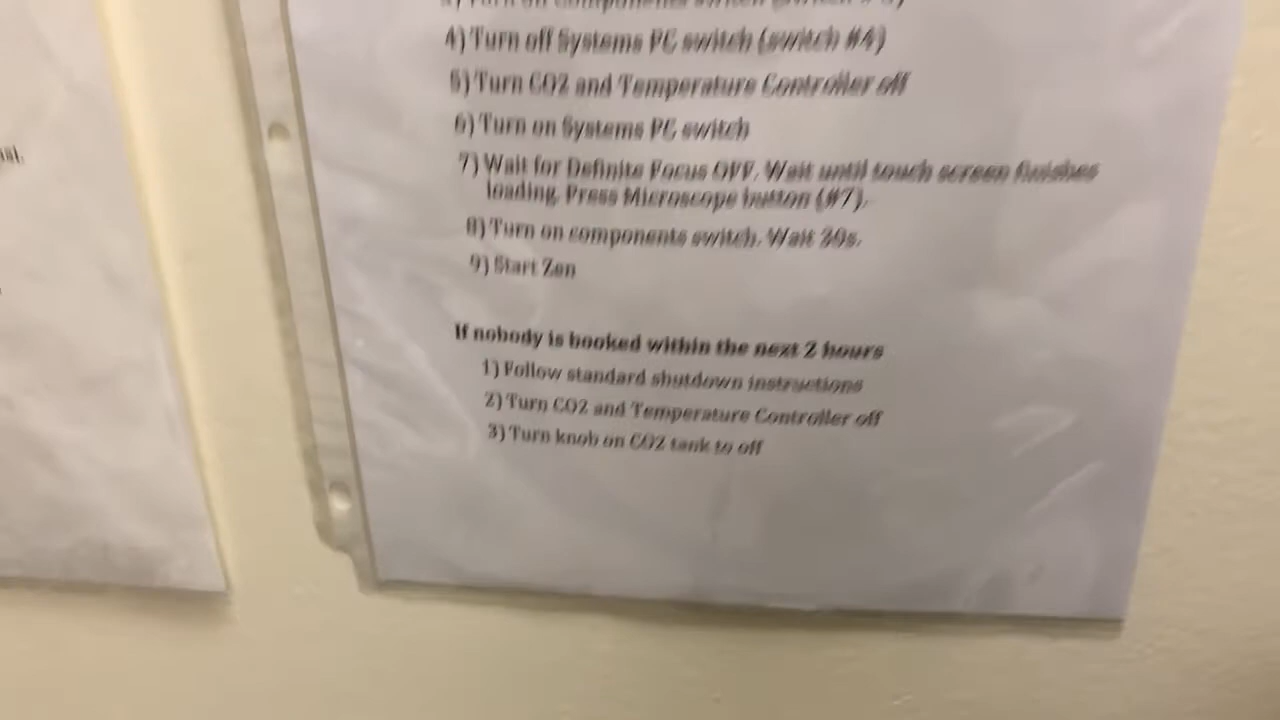 4) Turn off Systems PC switch (switch #4)
5) Turn CO2 and Temperature Controller off
6) Turn on Systems PC switch
7) Wait for Definite Focus OFF. Wait until touch screen finishes
loading. Press Microscope button (#7).
8) Turn on components switch. Wait 30s.
9) Start Zen
If nobody is booked within the next 2 hours
1) Follow standard shutdown instructions
2) Turn CO2 and Temperature Controller off
3) Turn knob on CO2 tank to off